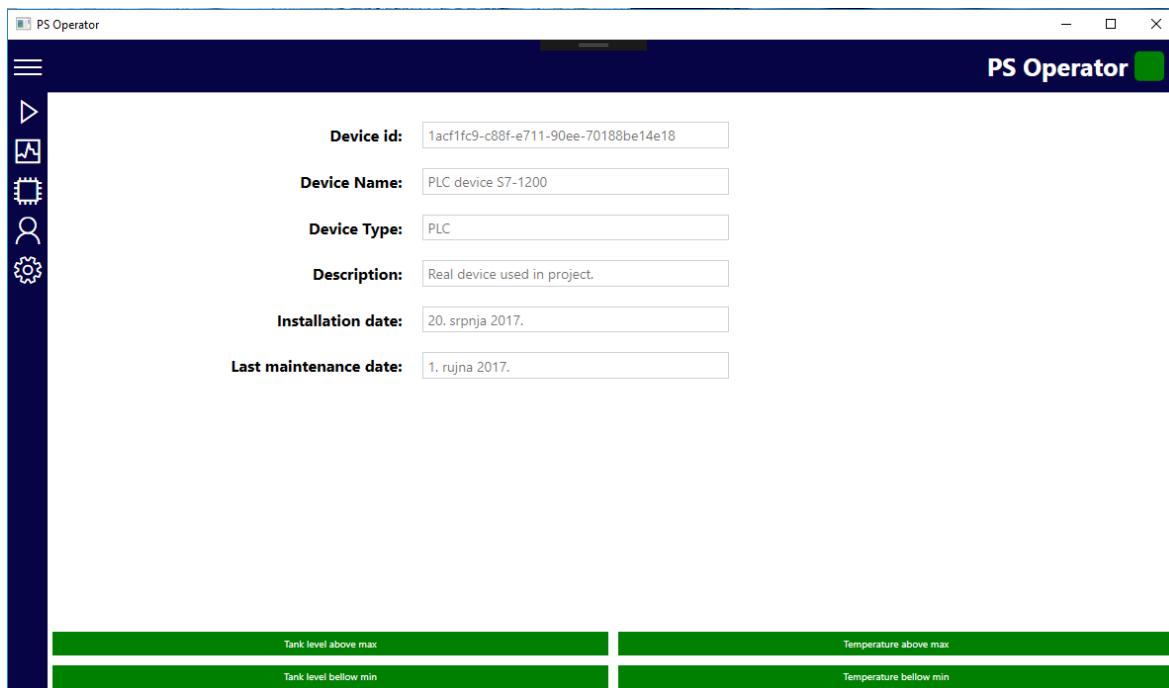 PS Operator
PS Operator
Device id: 1acf1fc9-c88f-e711-90ee-70188be14e18
Device Name: PLC device S7-1200
Device Type: PLC
Description: Real device used in project.
Installation date: 20. srpnja 2017.
Last maintenance date: 1. rujna 2017.
Tank level above max Temperature above max
Tank level bellow min Temperature bellow min